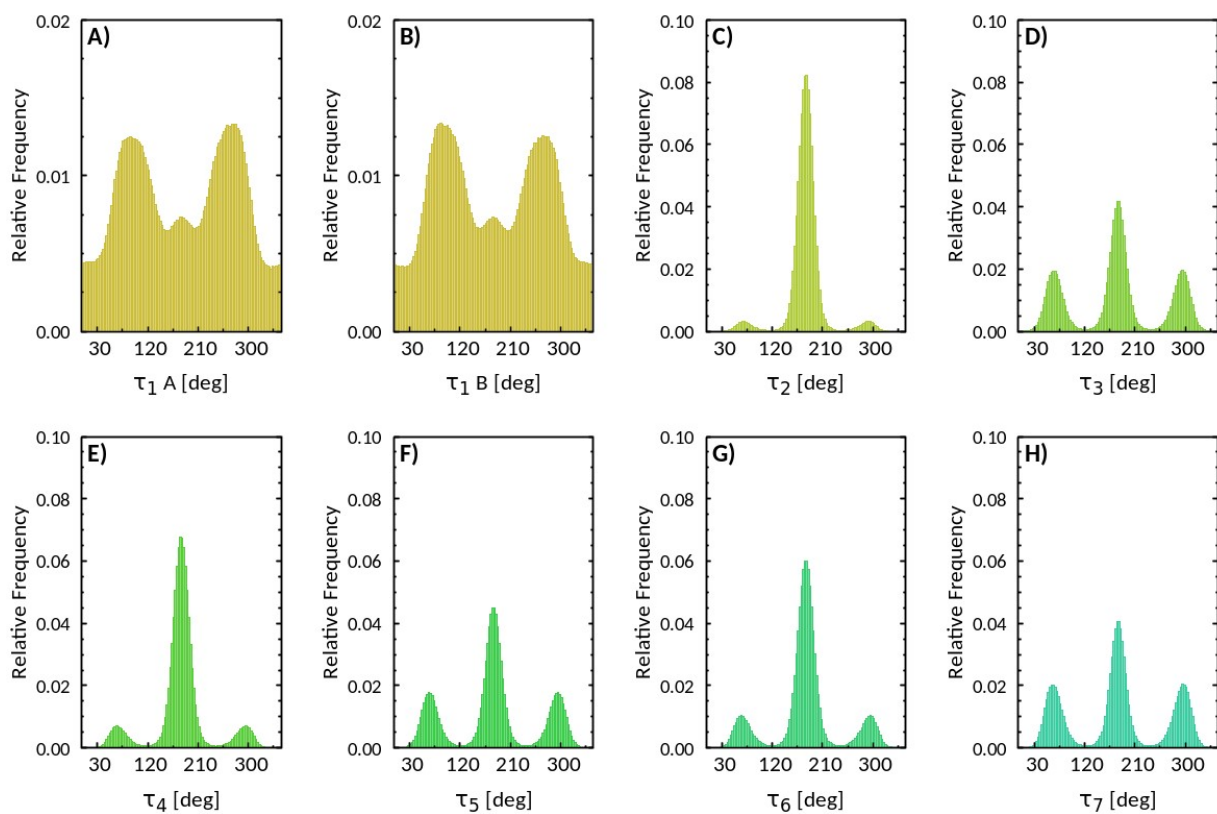 A)
Relative Frequency
0.02
0.01
0.00
30 120 210 300
τ1 A [deg]
B)
Relative Frequency
0.02
0.01
0.00
30 120 210 300
τ1 B [deg]
C)
Relative Frequency
0.10
0.08
0.06
0.04
0.02
0.00
30 120 210 300
τ2 [deg]
D)
Relative Frequency
0.10
0.08
0.06
0.04
0.02
0.00
30 120 210 300
τ3 [deg]
E)
Relative Frequency
0.10
0.08
0.06
0.04
0.02
0.00
30 120 210 300
τ4 [deg]
F)
Relative Frequency
0.10
0.08
0.06
0.04
0.02
0.00
30 120 210 300
τ5 [deg]
G)
Relative Frequency
0.10
0.08
0.06
0.04
0.02
0.00
30 120 210 300
τ6 [deg]
H)
Relative Frequency
0.10
0.08
0.06
0.04
0.02
0.00
30 120 210 300
τ7 [deg]